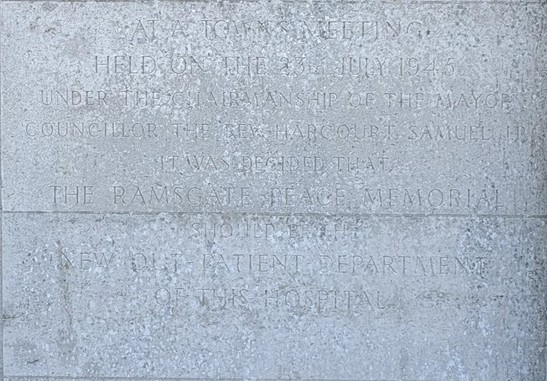 AT A TOWN'S MEETING
HELD ON THE 23RD JULY 1945
UNDER THE CHAIRMANSHIP OF THE MAYOR
COUNCILLOR THE REV. HARCOURT SAMUEL J.P.
IT WAS DECIDED THAT
THE RAMSGATE PEACE MEMORIAL
SHOULD BE THE
NEW OUT-PATIENT DEPARTMENT
OF THIS HOSPITAL